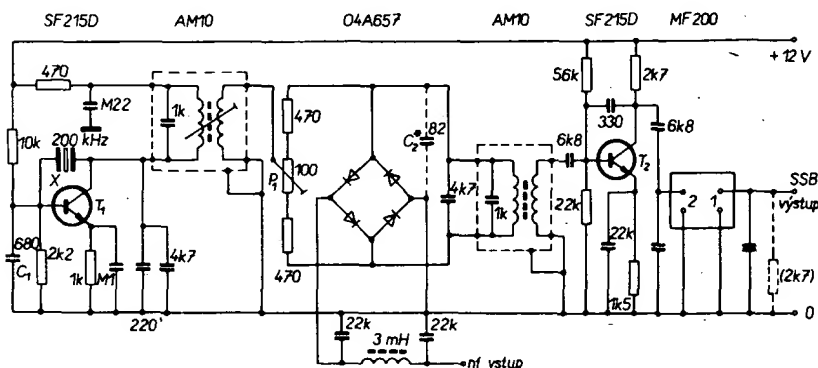 SF215D AM10 04A657 AM10 SF215D MF200
+ 12 V
470
M22
1k
56k
2k7
330
6k8
10k
200 kHz
X
470
100
P1
C2*
82
6k8
T2
T1
4k7
1k
22k
2 1
SSB
výstup
680
C1
2k2
1k
M1
4k7
470
22k
1k5
(2k7)
220
22k
3 mH
22k
0
nf vstup